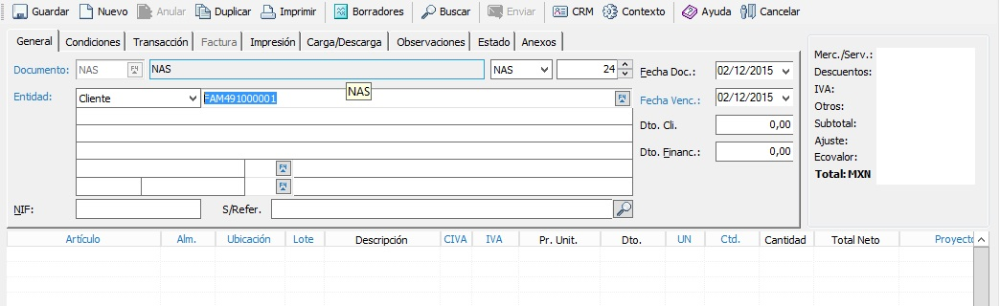 Guardar Nuevo Anular Duplicar Imprimir Borradores Buscar Enviar CRM Contexto Ayuda Cancelar
General Condiciones Transacción Factura Impresión Carga/Descarga Observaciones Estado Anexos
Documento: NAS F4 NAS NAS 24 Fecha Doc.: 02/12/2015
Entidad: Cliente FAM491000001 F4 Fecha Venc.: 02/12/2015
NAS
Dto. Cli. 0,00
Dto. Financ.: 0,00
F4
F4
NIF: S/Refer.
Merc./Serv.:
Descuentos:
IVA:
Otros:
Subtotal:
Ajuste:
Ecovalor:
Total: MXN
Artículo Alm. Ubicación Lote Descripción CIVA IVA Pr. Unit. Dto. UN Ctd. Cantidad Total Neto Proyecto